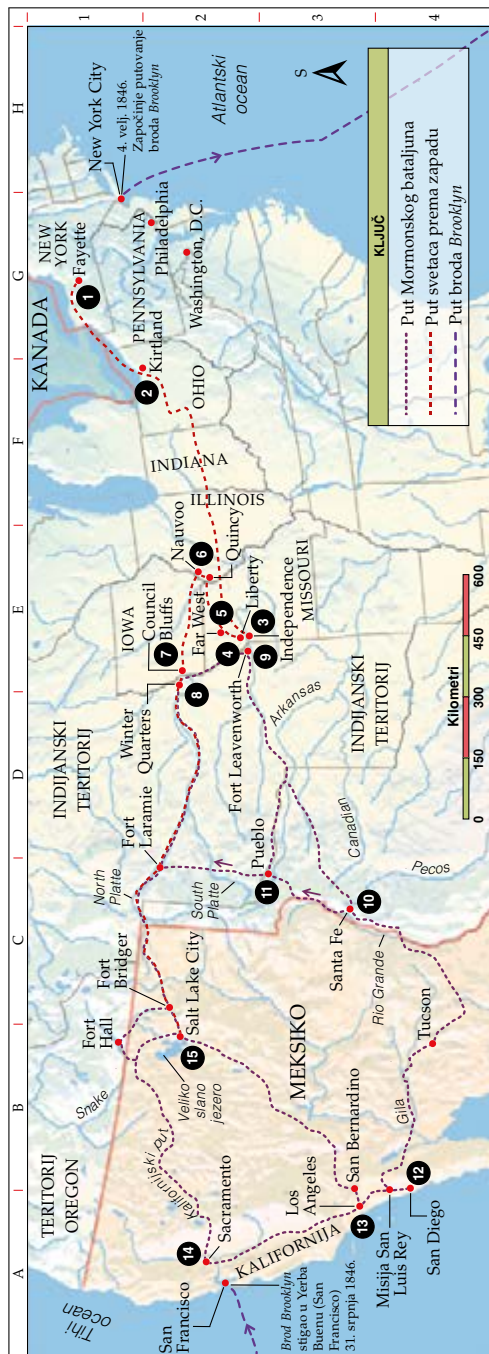 A
B
C
D
E
F
G
H
1
2
3
4
Tihi
ocean
TERITORIJ
OREGON
Snake
Fort
Hall
Fort
Bridger
North
Platte
Fort
Laramie
INDIJANSKI
TERITORIJ
Winter
Quarters
IOWA
Council
Bluffs
7
8
Nauvoo
6
Quincy
Far West
5
4
Liberty
3
Independence
MISSOURI
Fort Leavenworth
9
ILLINOIS
INDIANA
OHIO
Kirtland
2
KANADA
NEW
YORK
Fayette
1
PENNSYLVANIA
Philadelphia
Washington, D.C.
New York City
4. velj. 1846.
Započinje putovanje
broda Brooklyn
Atlantski
ocean
S
Salt Lake City
15
Veliko
slano
jezero
Kalifornijski put
South
Platte
Pueblo
11
Arkansas
INDIJANSKI
TERITORIJ
Canadian
Pecos
Santa Fe
10
Rio Grande
MEKSIKO
Tucson
Gila
Sacramento
14
San
Francisco
Brod Brooklyn
stigao u Yerba
Buenu (San
Francisco)
31. srpnja 1846.
KALIFORNIJA
Los
Angeles
San Bernardino
13
Misija San
Luis Rey
12
San Diego
Kilometri
0 150 300 450 600
KLJUČ
Put Mormonskog bataljuna
Put svetaca prema zapadu
Put broda Brooklyn